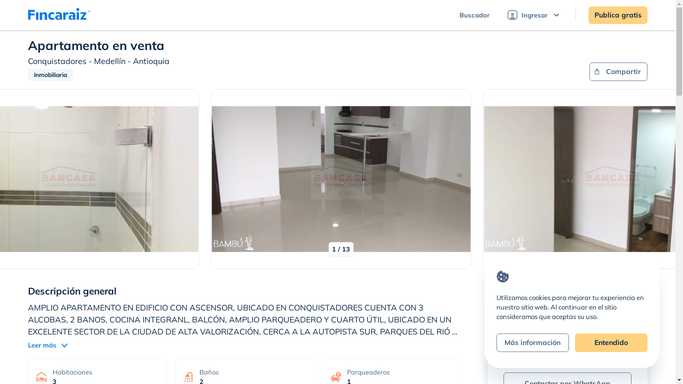 Fincaraiz
Buscador
Ingresar
Publica gratis
Apartamento en venta
Conquistadores - Medellín - Antioquia
Inmobiliaria
Compartir
BANCASA
BANCASA
BANCASA
BAMBÚ
BAMBÚ
1 / 13
Descripción general
AMPLIO APARTAMENTO EN EDIFICIO CON ASCENSOR, UBICADO EN CONQUISTADORES CUENTA CON 3
ALCOBAS, 2 BANOS, COCINA INTEGRANL, BALCÓN, AMPLIO PARQUEADERO Y CUARTO ÚTIL, UBICADO EN UN
EXCELENTE SECTOR DE LA CIUDAD DE ALTA VALORIZACIÓN, CERCA A LA AUTOPISTA SUR, PARQUES DEL RIÓ ...
Leer más
Habitaciones
3
Baños
2
Parqueaderos
1
Utilizamos cookies para mejorar tu experiencia en
nuestro sitio web. Al continuar en el sitio
consideramos que aceptas su uso.
Más información
Entendido
Contactar por WhatsApp